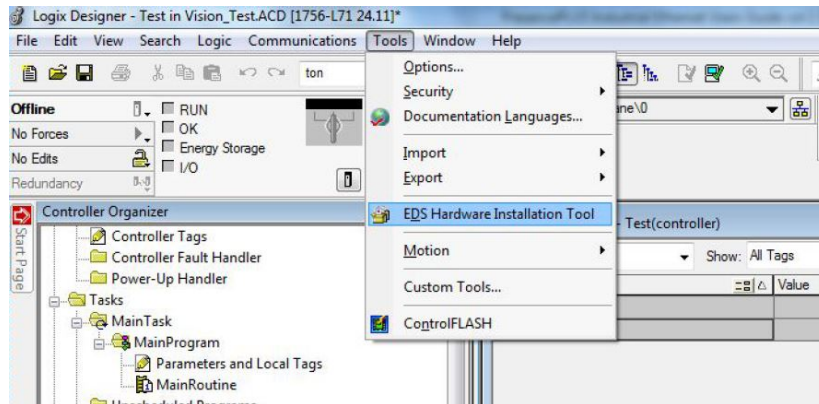 Logix Designer - Test in Vision_Test.ACD [1756-L71 24.11]*
File Edit View Search Logic Communications Tools Window Help
ton
Options...
Security
Documentation Languages...
Import
Export
EDS Hardware Installation Tool
Motion
Custom Tools...
ControlFLASH
Offline
RUN
No Forces
OK
No Edits
Energy Storage
I/O
Redundancy
ane\0
Start Page
Controller Organizer
Controller Tags
Controller Fault Handler
Power-Up Handler
Tasks
MainTask
MainProgram
Parameters and Local Tags
MainRoutine
- Test(controller)
Show: All Tags
Value